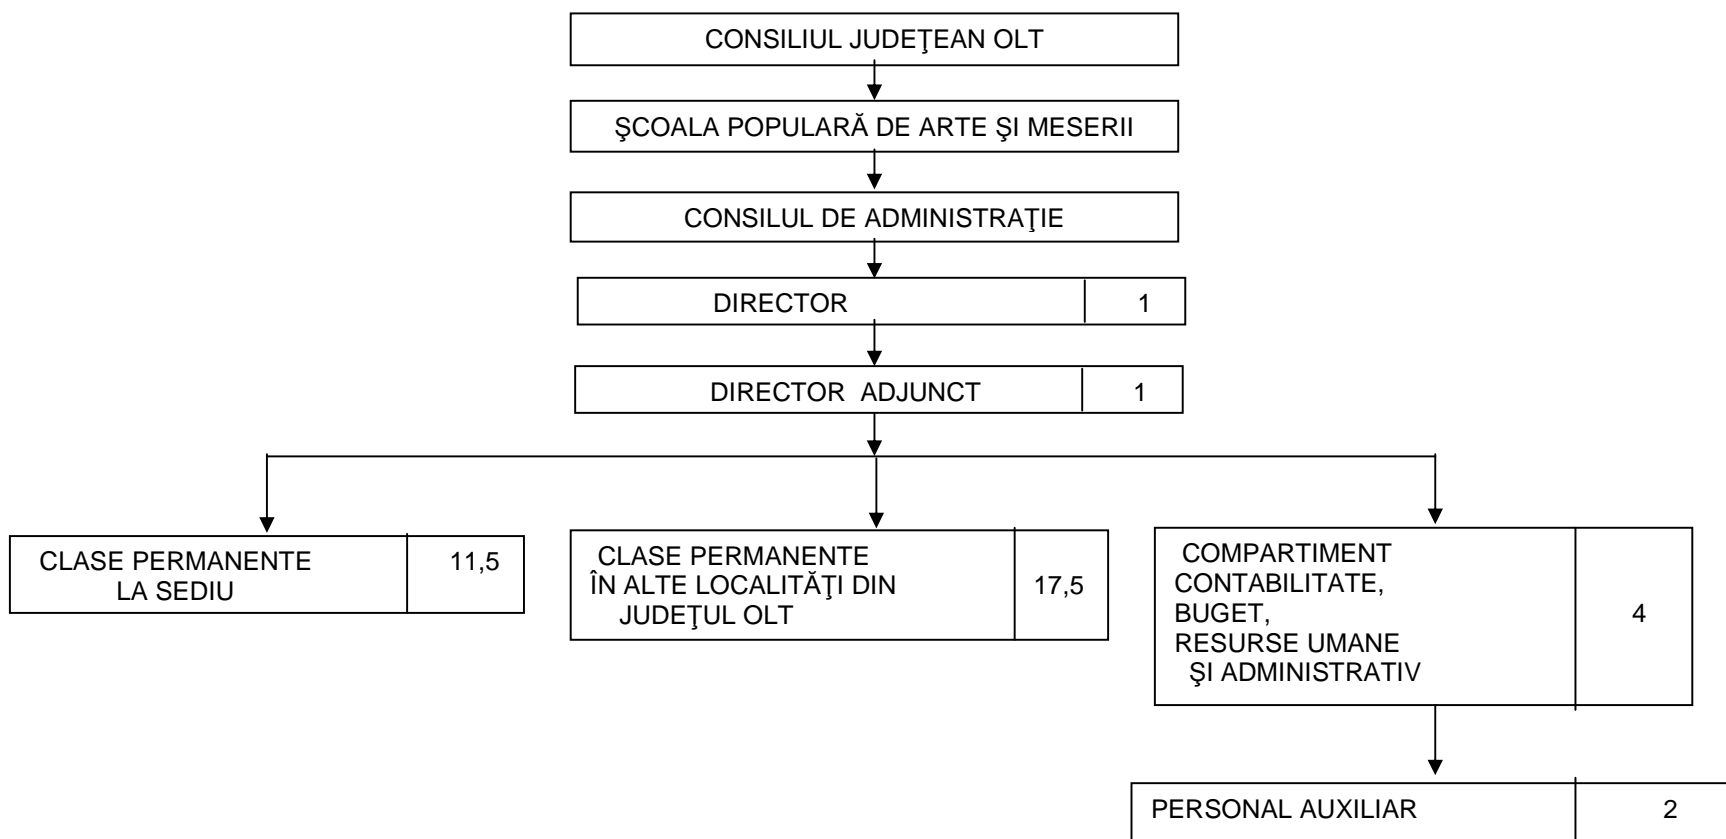 CONSILIUL JUDEŢEAN OLT
ŞCOALA POPULARĂ DE ARTE ŞI MESERII
CONSILUL DE ADMINISTRAŢIE
DIRECTOR 1
DIRECTOR ADJUNCT 1
CLASE PERMANENTE
LA SEDIU
11,5
CLASE PERMANENTE
ÎN ALTE LOCALITĂŢI DIN
JUDEŢUL OLT
17,5
COMPARTIMENT
CONTABILITATE,
BUGET,
RESURSE UMANE
ŞI ADMINISTRATIV
4
PERSONAL AUXILIAR 2